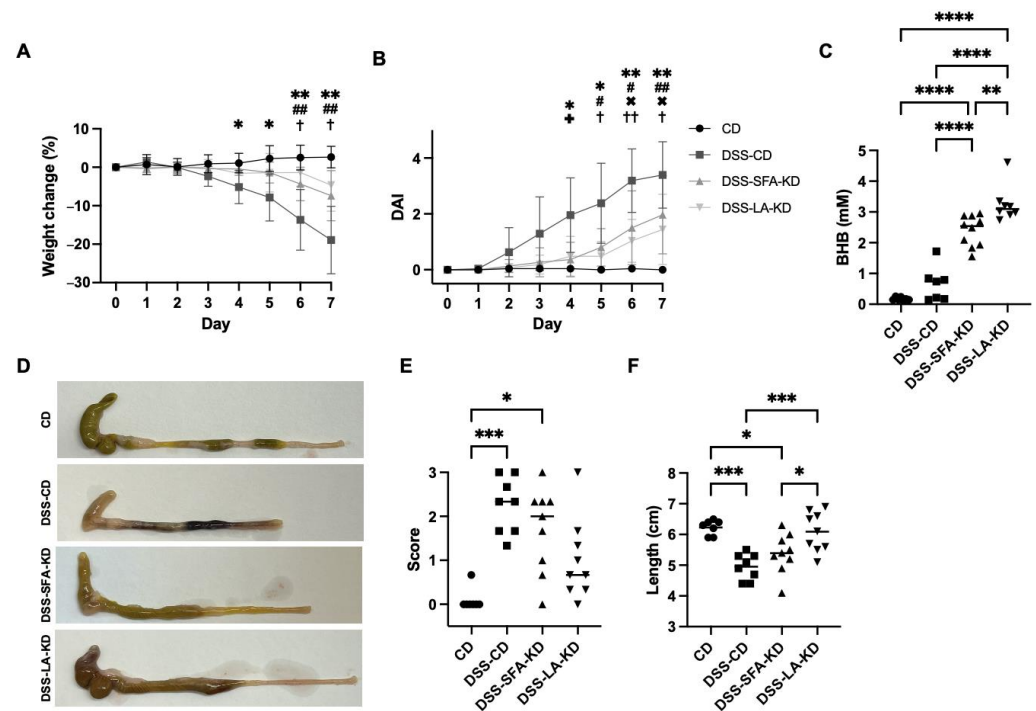 A
Weight change (%)
10
0
−10
−20
−30
0 1 2 3 4 5 6 7
Day
* * ** **
## ##
† †
B
DAI
4
2
0
0 1 2 3 4 5 6 7
Day
* * ** **
✚ # # ##
† ✖ ✖
†† †
CD
DSS-CD
DSS-SFA-KD
DSS-LA-KD
C
****
****
**** **
****
BHB (mM)
5
4
3
2
1
0
CD
DSS-CD
DSS-SFA-KD
DSS-LA-KD
D
CD
DSS-CD
DSS-SFA-KD
DSS-LA-KD
E
*
***
Score
3
2
1
0
CD
DSS-CD
DSS-SFA-KD
DSS-LA-KD
F
***
*
*** *
Length (cm)
8
7
6
5
4
3
CD
DSS-CD
DSS-SFA-KD
DSS-LA-KD